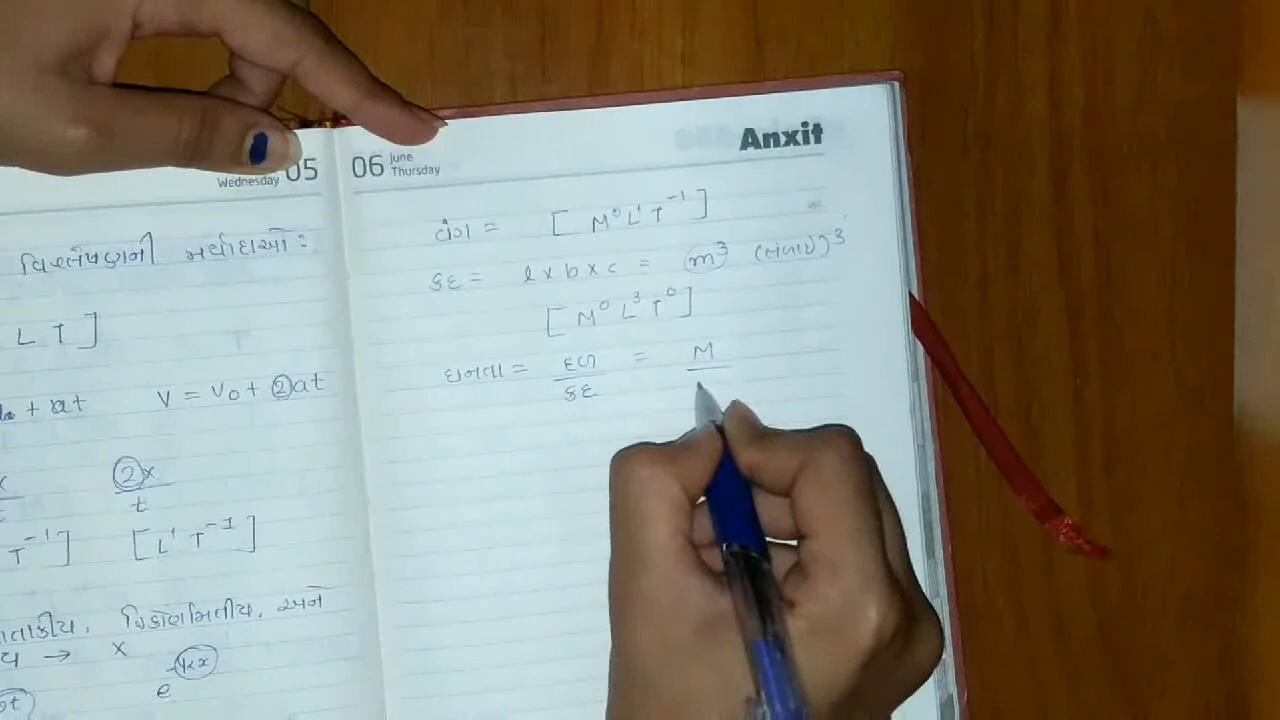 Wednesday 05
વિશ્લેષણની મર્યાદાઓ :
L T ]
+ at V = V₀ + 2at
2x
t
T⁻¹ ] [ L¹ T⁻¹ ]
ત્રિકોણમિતીય, અને
→ x
e
06 June Thursday
Anxit
વેગ = [ M⁰ L¹ T⁻¹ ]
કદ = l x b x c = m³ (લંબાઈ)³
[ M⁰ L³ T⁰ ]
ઘનતા = દળ = M
કદ